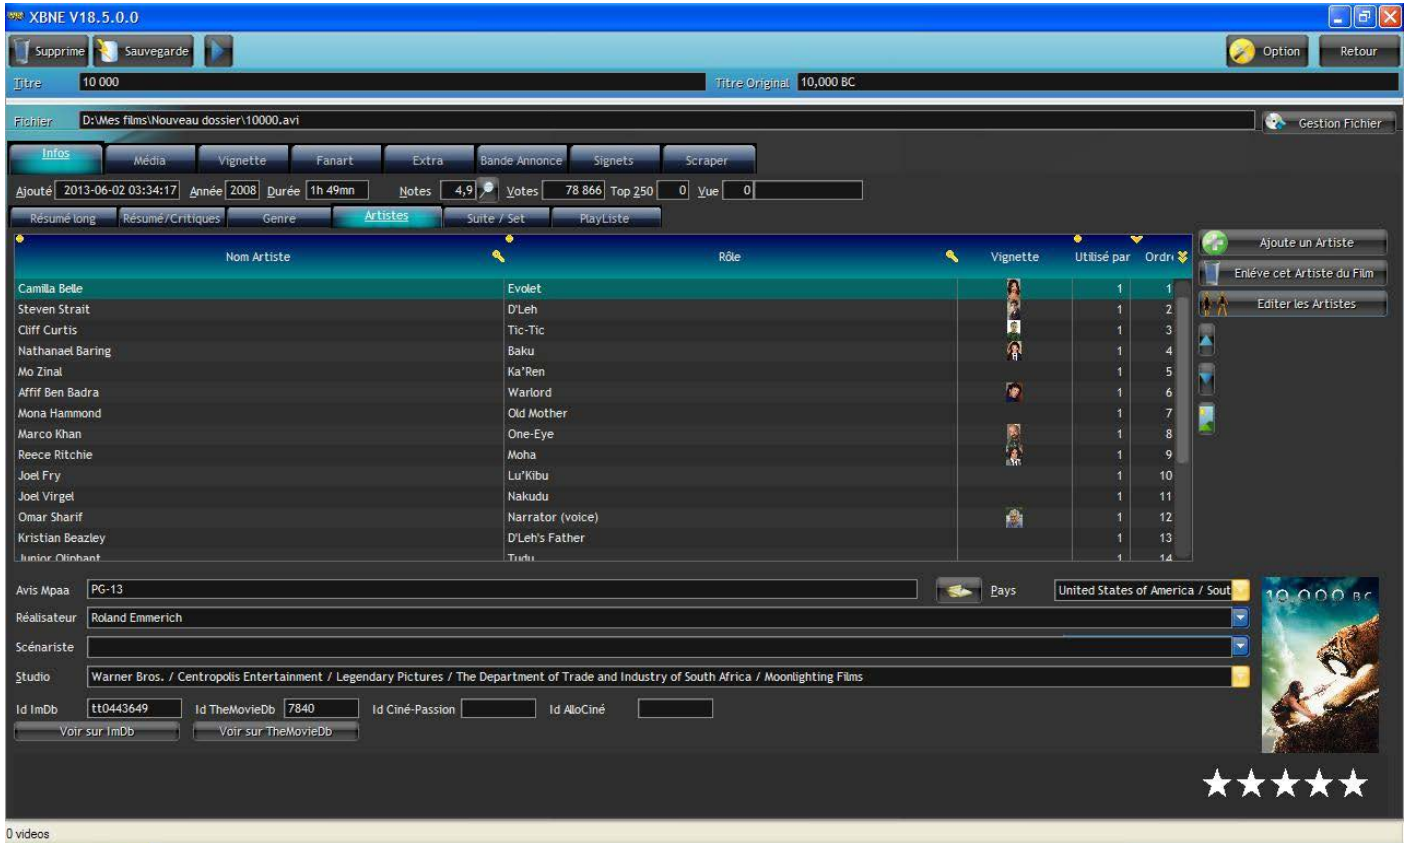 XBNE V18.5.0.0
Supprime Sauvegarde Option Retour
Titre 10 000 Titre Original 10,000 BC
Fichier D:\Mes films\Nouveau dossier\10000.avi Gestion Fichier
Infos Média Vignette Fanart Extra Bande Annonce Signets Scraper
Ajouté 2013-06-02 03:34:17 Année 2008 Durée 1h 49mn Notes 4,9 Votes 78 866 Top 250 0 Vue 0
Résumé long Résumé/Critiques Genre Artistes Suite / Set PlayListe
Nom Artiste Rôle Vignette Utilisé par Ordre Ajoute un Artiste
Enléve cet Artiste du Film
Editer les Artistes
Camilla Belle Evolet 1 1
Steven Strait D'Leh 1 2
Cliff Curtis Tic-Tic 1 3
Nathanael Baring Baku 1 4
Mo Zinal Ka’Ren 1 5
Affif Ben Badra Warlord 1 6
Mona Hammond Old Mother 1 7
Marco Khan One-Eye 1 8
Reece Ritchie Moha 1 9
Joel Fry Lu’Kibu 1 10
Joel Virgel Nakudu 1 11
Omar Sharif Narrator (voice) 1 12
Kristian Beazley D'Leh's Father 1 13
Junior Oliphant Tudu 1 14
Avis Mpaa PG-13 Pays United States of America / Sout
10,000 BC
Réalisateur Roland Emmerich
Scénariste
Studio Warner Bros. / Centropolis Entertainment / Legendary Pictures / The Department of Trade and Industry of South Africa / Moonlighting Films
Id ImDb tt0443649 Id TheMovieDb 7840 Id Ciné-Passion Id AlloCiné
Voir sur ImDb Voir sur TheMovieDb
0 videos